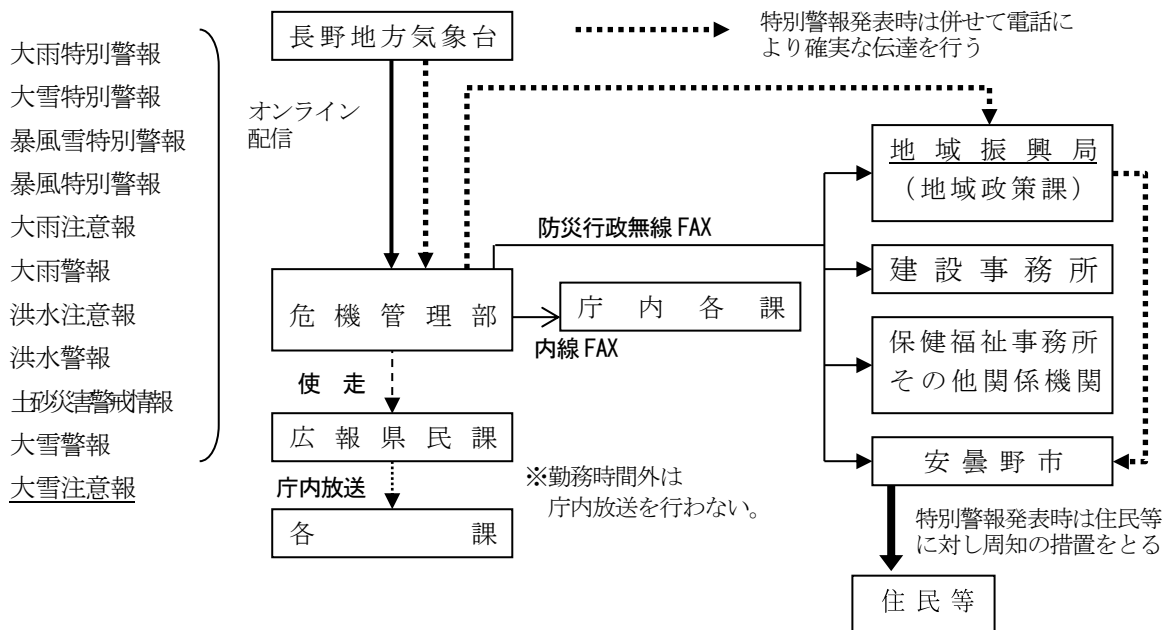 大雨特別警報
大雪特別警報
暴風雪特別警報
暴風特別警報
大雨注意報
大雨警報
洪水注意報
洪水警報
土砂災害警戒情報
大雪警報
大雪注意報
長野地方気象台
特別警報発表時は併せて電話に
より確実な伝達を行う
オンライン
配信
地域振興局
（地域政策課）
防災行政無線 FAX
建設事務所
危機管理部
庁内各課
内線 FAX
保健福祉事務所
その他関係機関
使 走
広報県民課
安曇野市
庁内放送
※勤務時間外は
庁内放送を行わない。
各 課
特別警報発表時は住民等
に対し周知の措置をとる
住民等